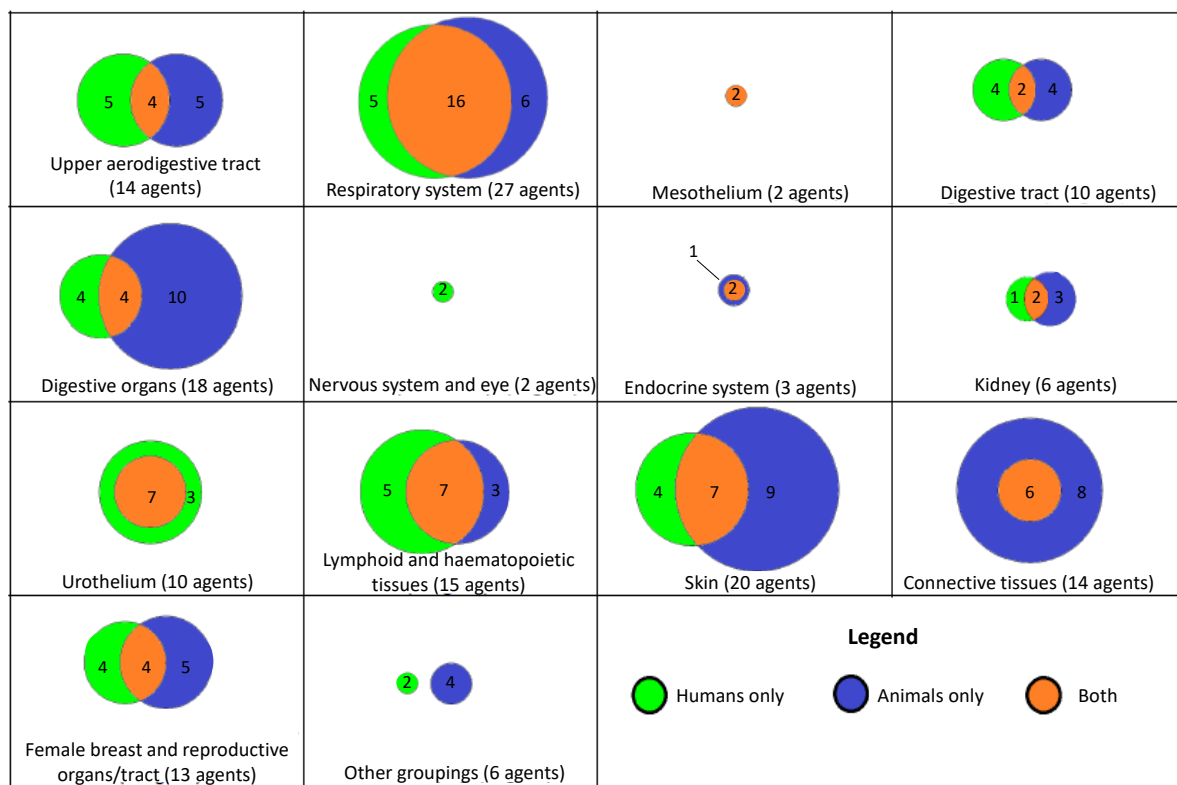 5 4 5
Upper aerodigestive tract
(14 agents)
5 16 6
Respiratory system (27 agents)
2
Mesothelium (2 agents)
4 2 4
Digestive tract (10 agents)
4 4 10
Digestive organs (18 agents)
2
Nervous system and eye (2 agents)
1
2
Endocrine system (3 agents)
1 2 3
Kidney (6 agents)
7 3
Urothelium (10 agents)
5 7 3
Lymphoid and haematopoietic
tissues (15 agents)
4 7 9
Skin (20 agents)
6 8
Connective tissues (14 agents)
4 4 5
Female breast and reproductive
organs/tract (13 agents)
2 4
Other groupings (6 agents)
Legend
Humans only Animals only Both